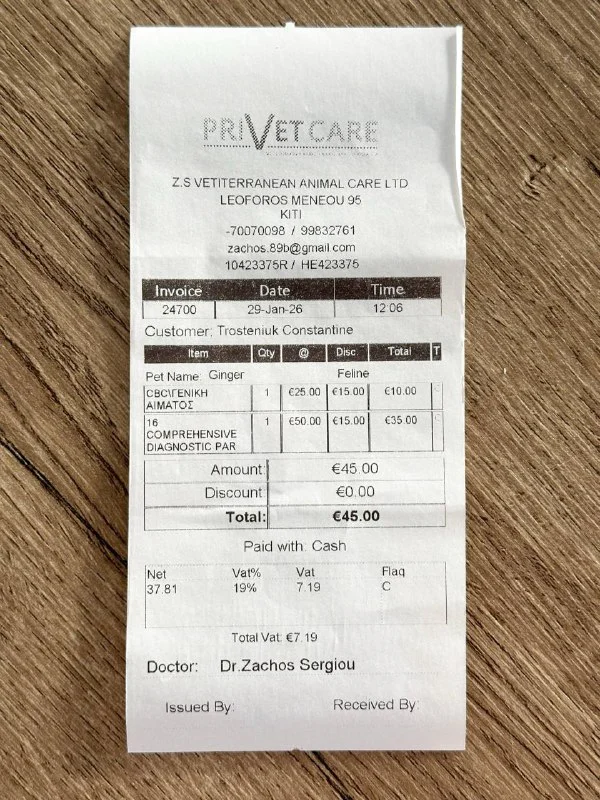 PRIVETCARE
Z.S VETITERRANEAN ANIMAL CARE LTD
LEOFOROS MENEOU 95
KITI
-70070098 / 99832761
zachos.89b@gmail.com
10423375R / HE423375
Invoice Date Time
24700 29-Jan-26 12:06
Customer: Trosteniuk Constantine
Item Qty @ Disc Total T
Pet Name: Ginger Feline
CBC\ΓΕΝΙΚΗ 1 €25.00 €15.00 €10.00 C
ΑΙΜΑΤΟΣ
16 1 €50.00 €15.00 €35.00 C
COMPREHENSIVE
DIAGNOSTIC PAR
Amount: €45.00
Discount: €0.00
Total: €45.00
Paid with: Cash
Net Vat% Vat Flag
37.81 19% 7.19 C
Total Vat: €7.19
Doctor: Dr.Zachos Sergiou
Issued By: Received By: